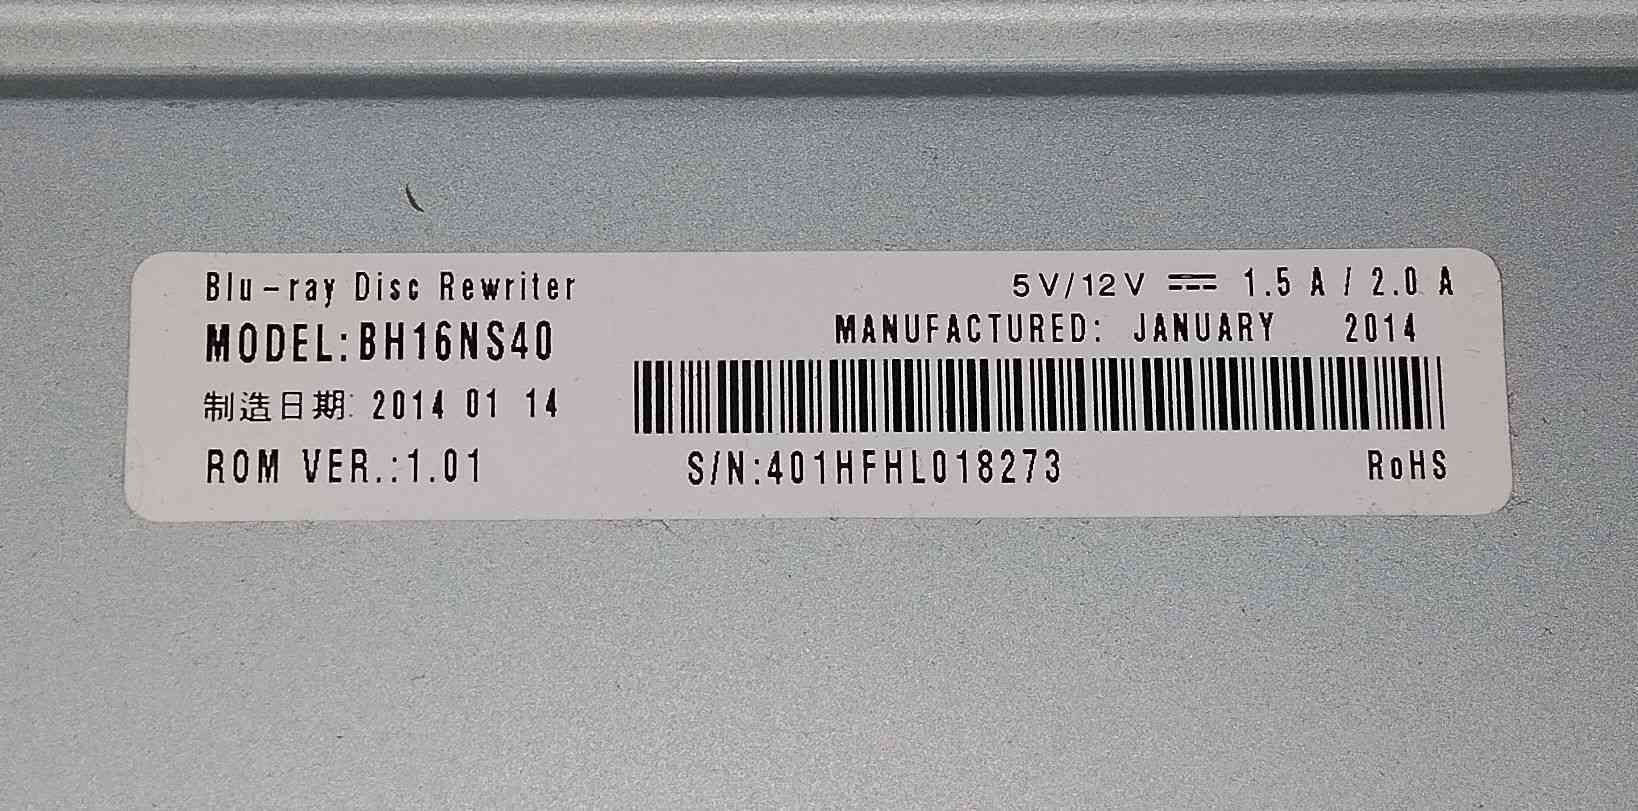 Blu-ray Disc Rewriter
5V/12V ⎓ 1.5 A / 2.0 A
MODEL:BH16NS40
MANUFACTURED: JANUARY 2014
制造日期: 2014 01 14
ROM VER.:1.01
S/N:401HFHL018273
RoHS